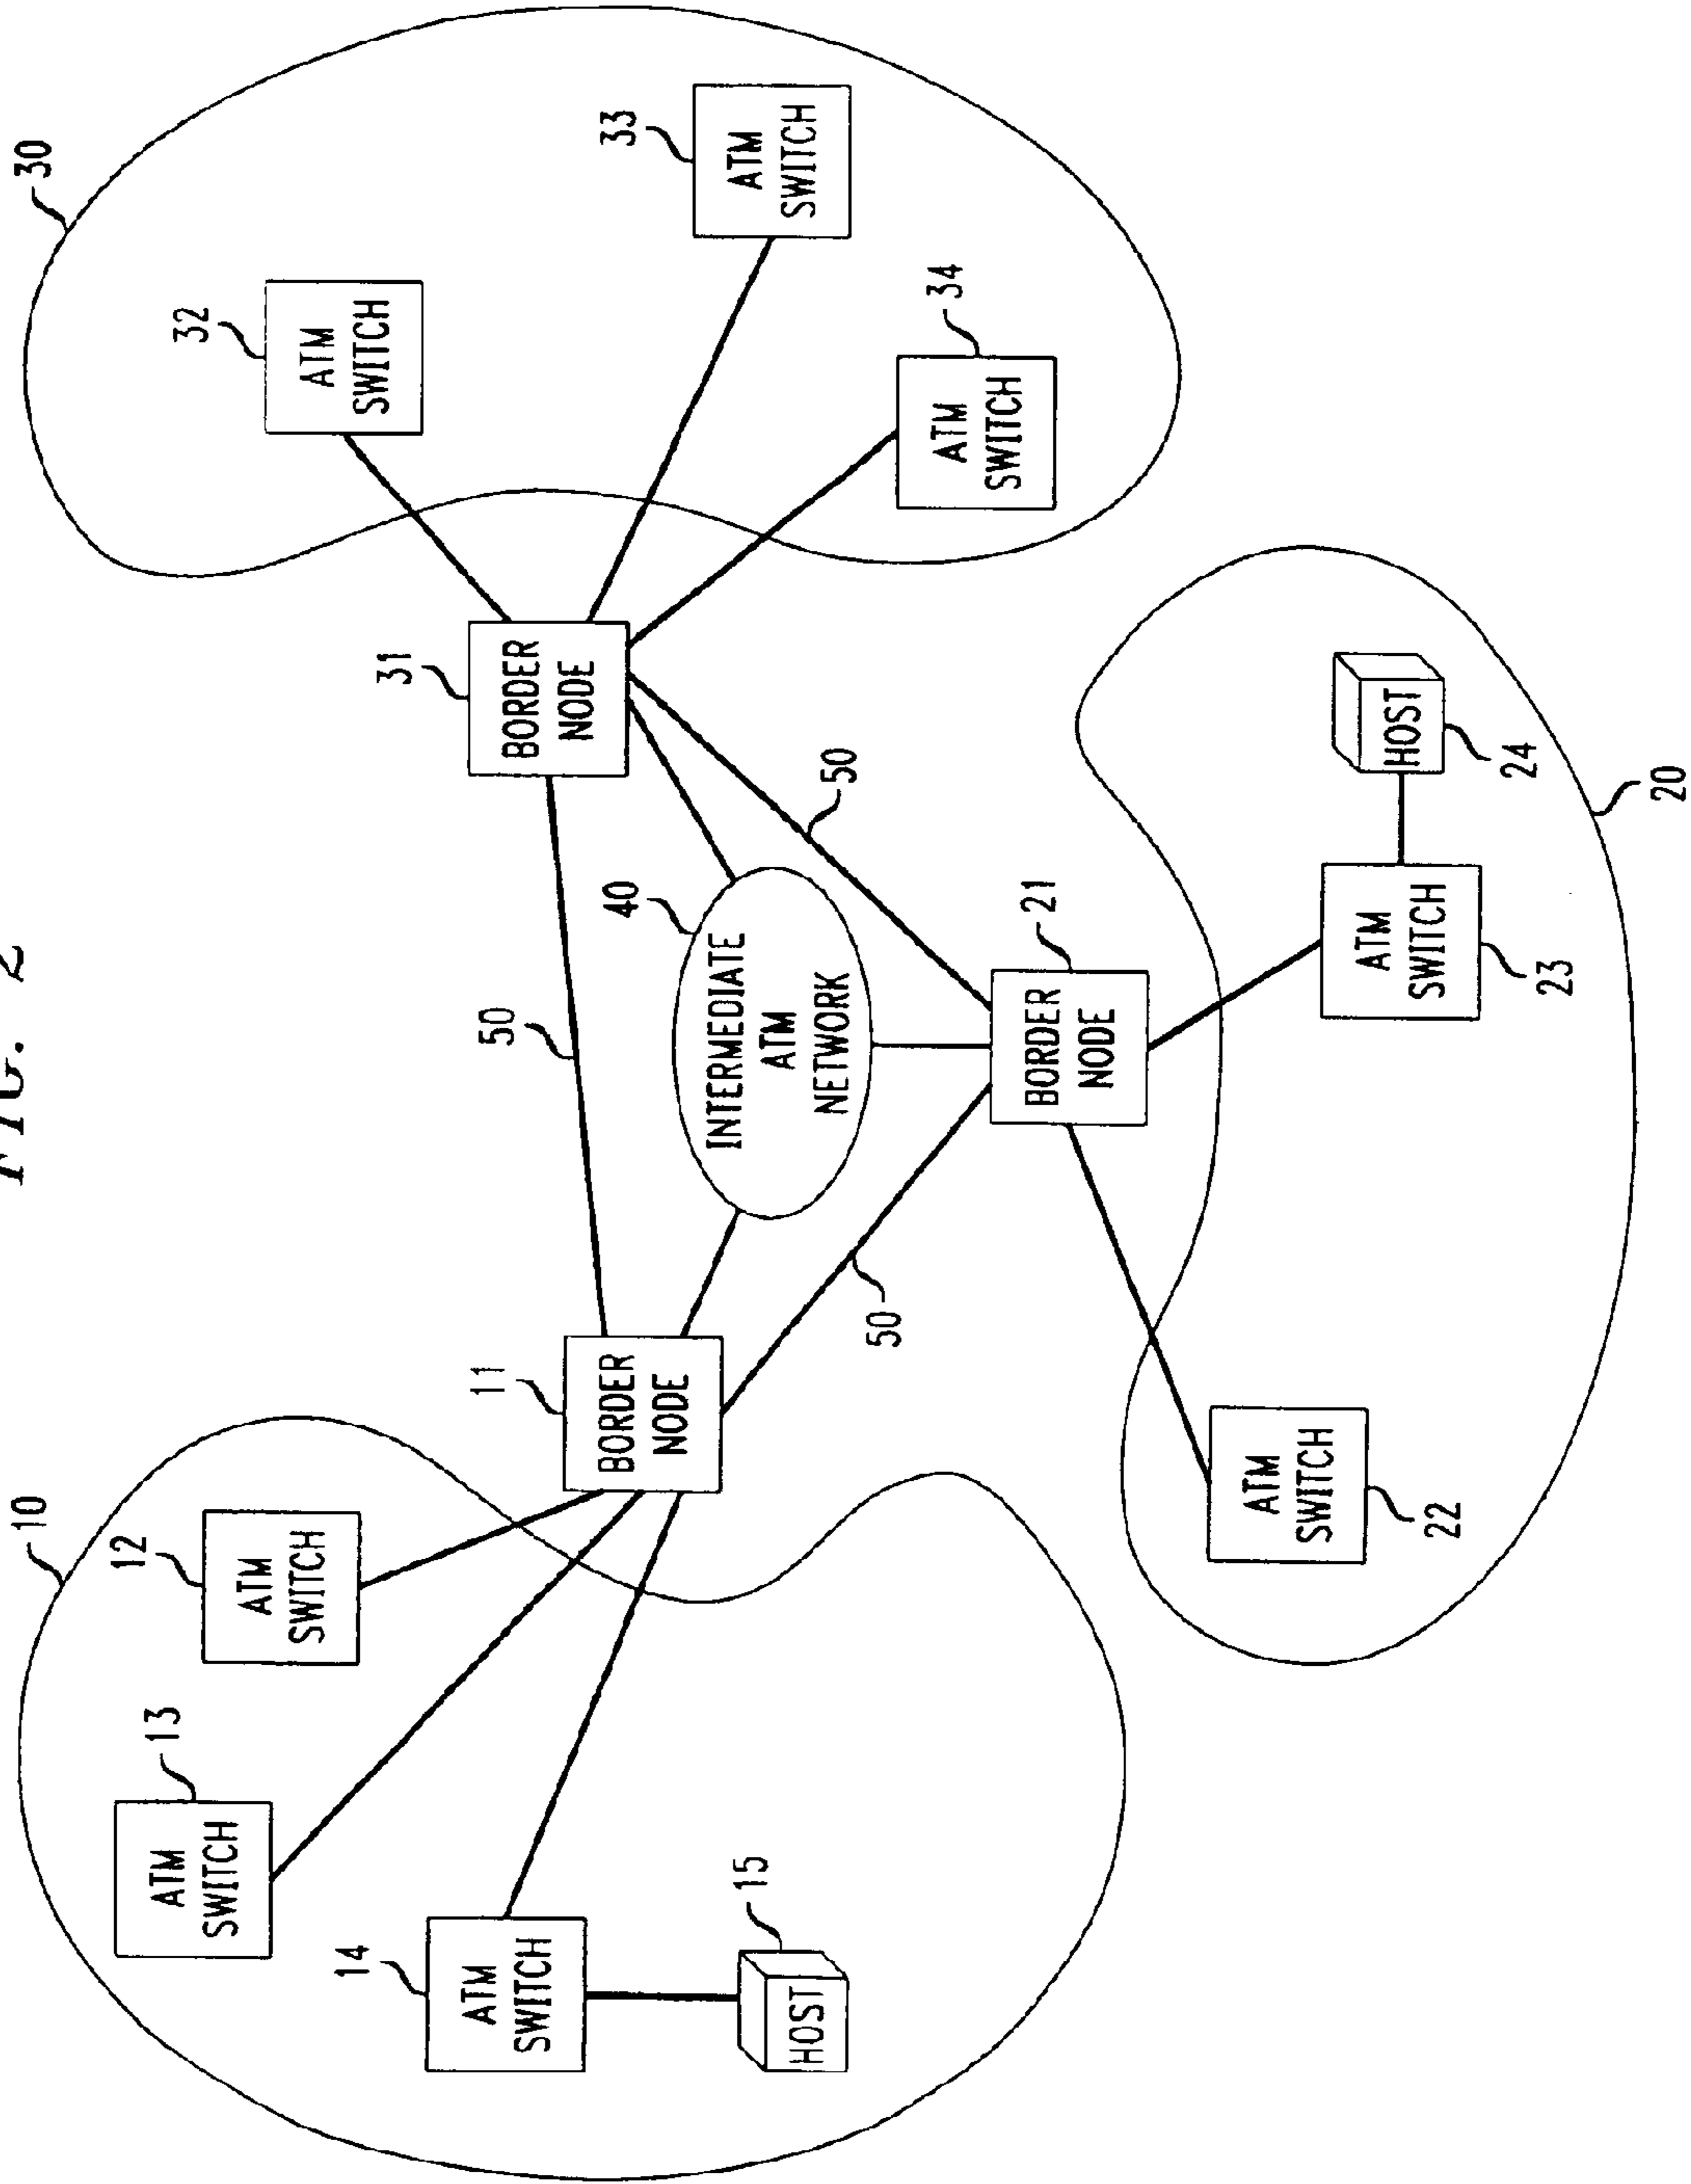 FIG. 2
10
12
ATM
SWITCH
13
ATM
SWITCH
14
ATM
SWITCH
15
HOST
11
BORDER
NODE
50
50
40
INTERMEDIATE
ATM
NETWORK
50
31
BORDER
NODE
30
32
ATM
SWITCH
33
ATM
SWITCH
34
ATM
SWITCH
21
BORDER
NODE
22
ATM
SWITCH
23
ATM
SWITCH
HOST
24
20